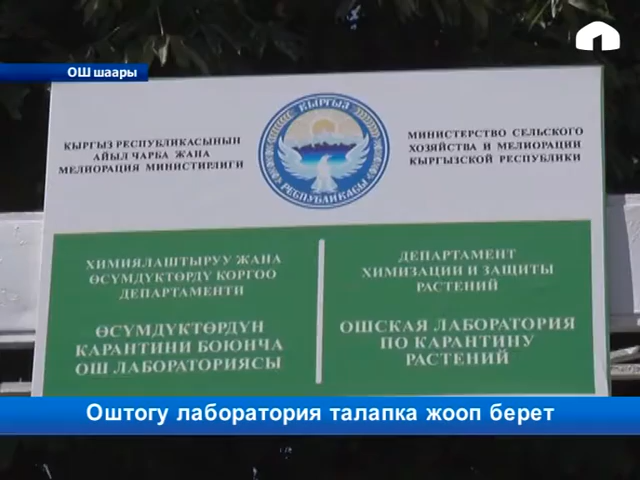 ОШ шаары
КЫРГЫЗ РЕСПУБЛИКАСЫНЫН
АЙЫЛ ЧАРБА ЖАНА
МЕЛИОРАЦИЯ МИНИСТИРЛИГИ
КЫРГЫЗ
РЕСПУБЛИКАСЫ
МИНИСТЕРСТВО СЕЛЬСКОГО
ХОЗЯЙСТВА И МЕЛИОРАЦИИ
КЫРГЫЗСКОЙ РЕСПУБЛИКИ
ХИМИЯЛАШТЫРУУ ЖАНА
ӨСҮМДҮКТӨРДҮ КОРГОО
ДЕПАРТАМЕНТИ
ӨСҮМДҮКТӨРДҮН
КАРАНТИНИ БОЮНЧА
ОШ ЛАБОРАТОРИЯСЫ
ДЕПАРТАМЕНТ
ХИМИЗАЦИИ И ЗАЩИТЫ
РАСТЕНИЙ
ОШСКАЯ ЛАБОРАТОРИЯ
ПО КАРАНТИНУ
РАСТЕНИЙ
Оштогу лаборатория талапка жооп берет